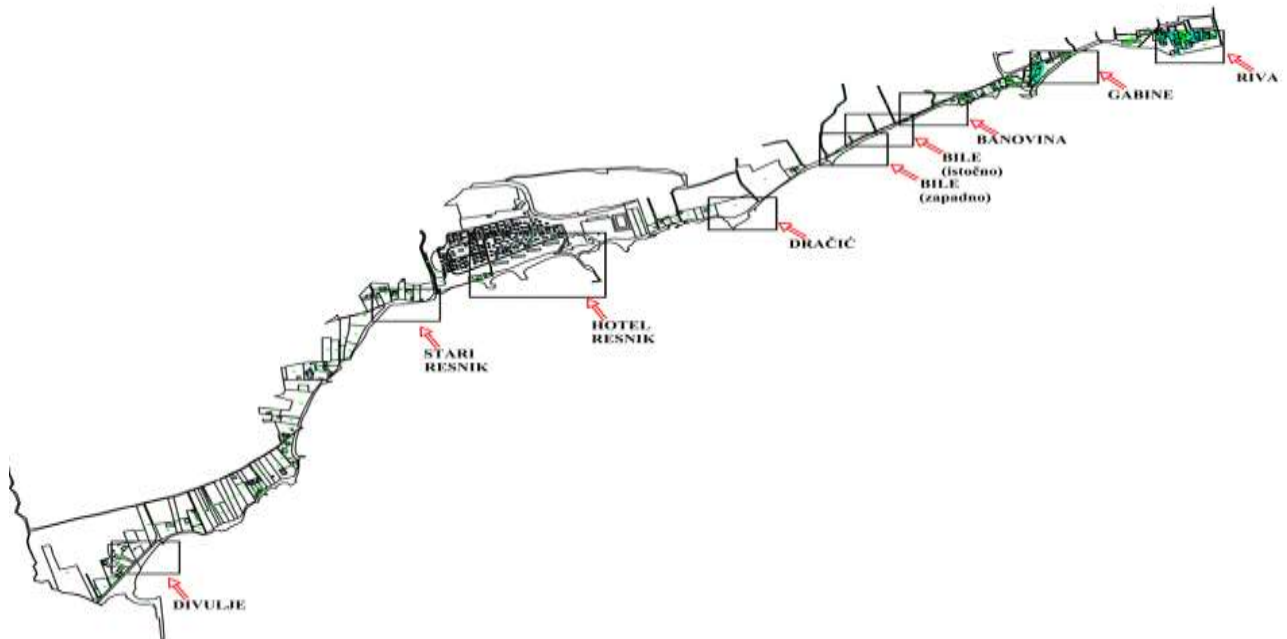 RIVA
GABINE
BANOVINA
BILE
(istočno)
BILE
(zapadno)
DRAČIĆ
HOTEL
RESNIK
STARI
RESNIK
DIVULJE